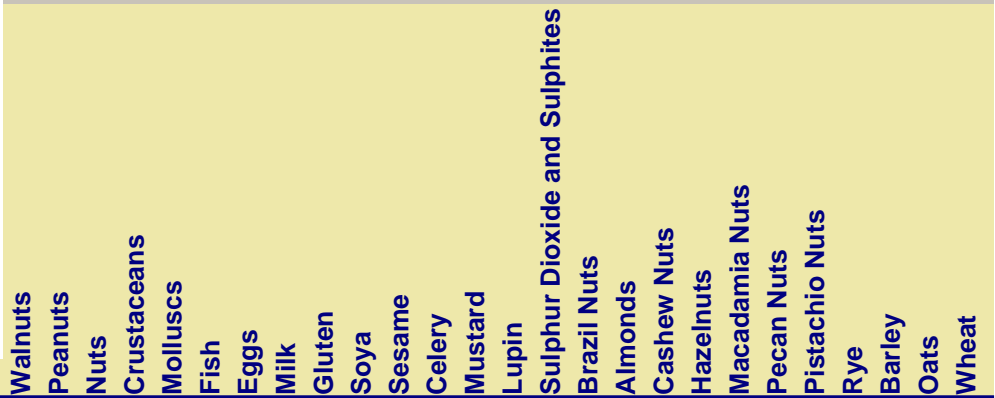 Walnuts
Peanuts
Nuts
Crustaceans
Molluscs
Fish
Eggs
Milk
Gluten
Soya
Sesame
Celery
Mustard
Lupin
Sulphur Dioxide and Sulphites
Brazil Nuts
Almonds
Cashew Nuts
Hazelnuts
Macadamia Nuts
Pecan Nuts
Pistachio Nuts
Rye
Barley
Oats
Wheat